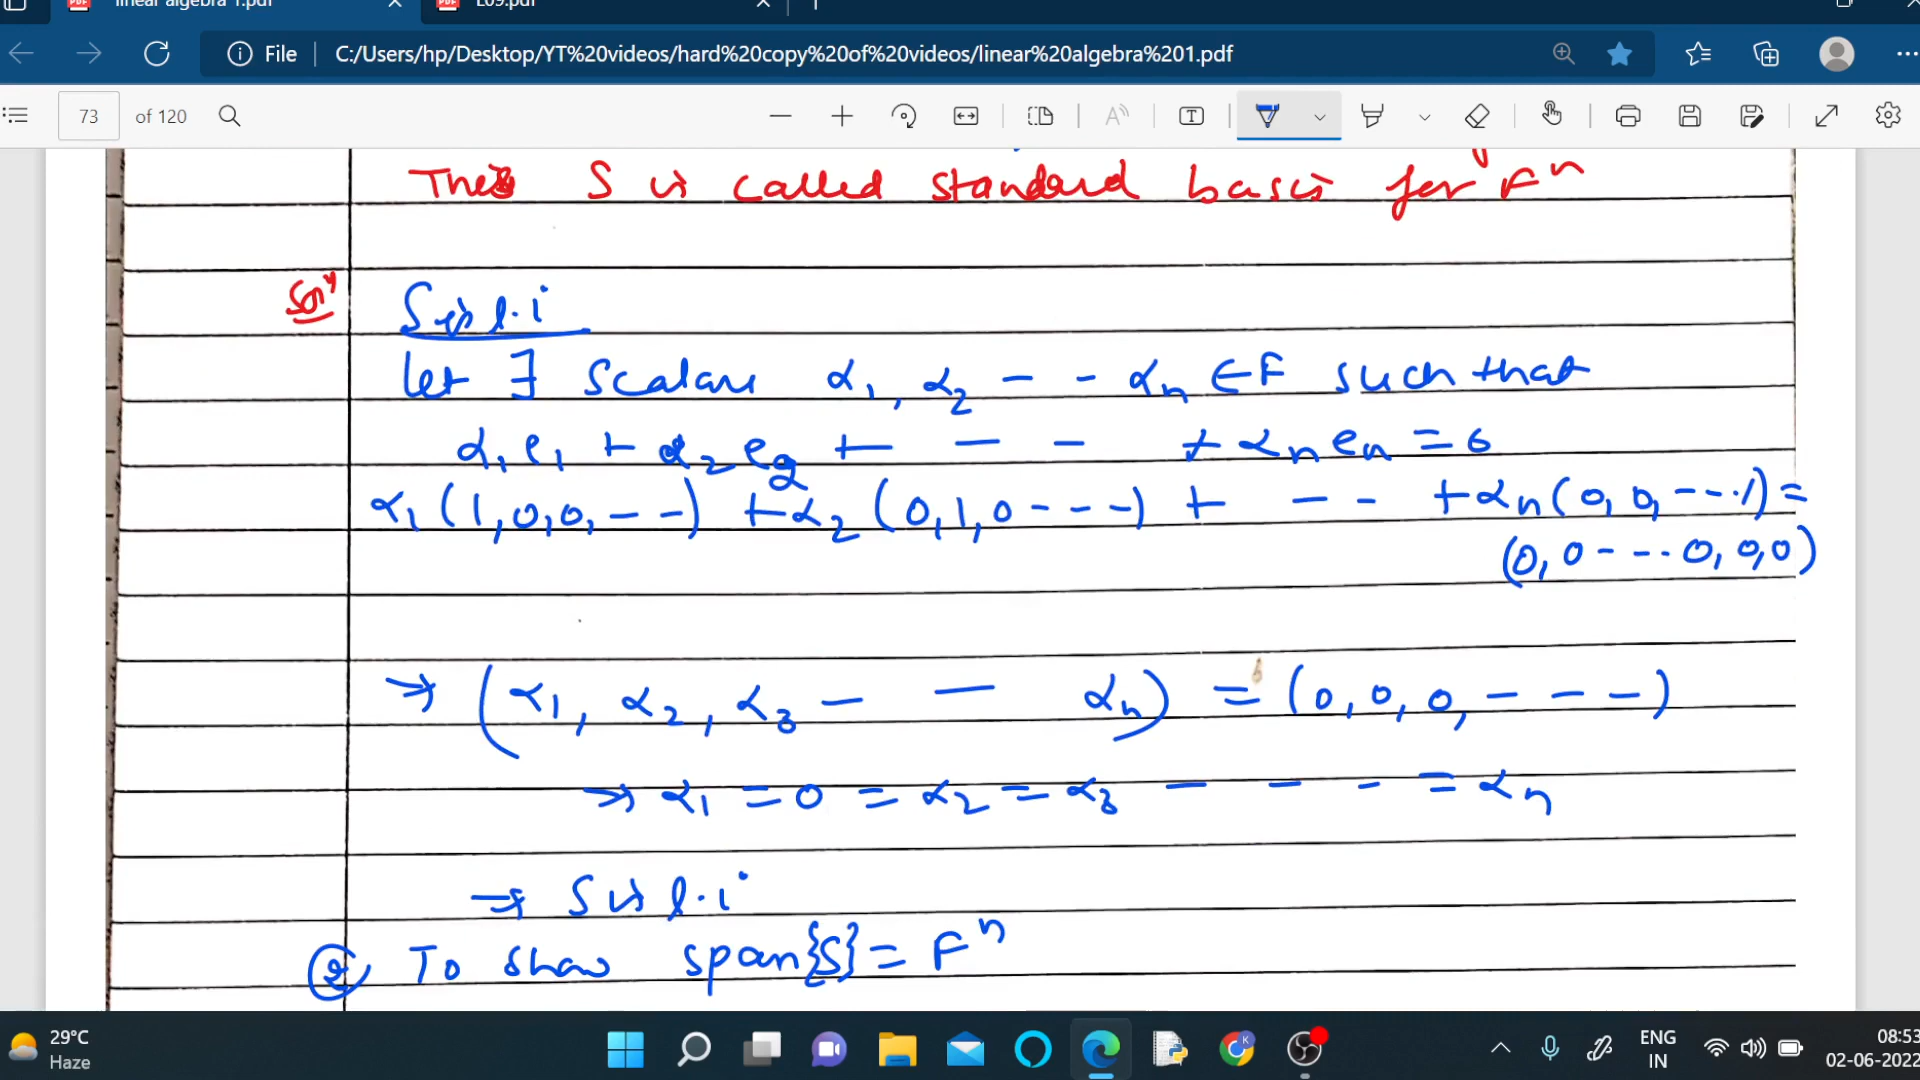 linear algebra 1.pdf
L09.pdf
File | C:/Users/hp/Desktop/YT%20videos/hard%20copy%20of%20videos/linear%20algebra%201.pdf
73 of 120
This S is called standard basis for Fⁿ
Solⁿ
S is l.i
Let ∃ scalars α₁, α₂ - - αₙ ∈ F such that
α₁e₁ + α₂e₂ + - - + αₙeₙ = 0
α₁(1,0,0,- -) + α₂(0,1,0 - - -) + - - + αₙ(0,0,- - ·1) =
(0,0 - - - 0,0,0)
→ (α₁, α₂, α₃ - - αₙ) = (0,0,0,- - -)
→ α₁ = 0 = α₂ = α₃ - - - = αₙ
→ S is l.i
② To show span{S} = Fⁿ
29°C
Haze
ENG
IN
08:53
02-06-2022